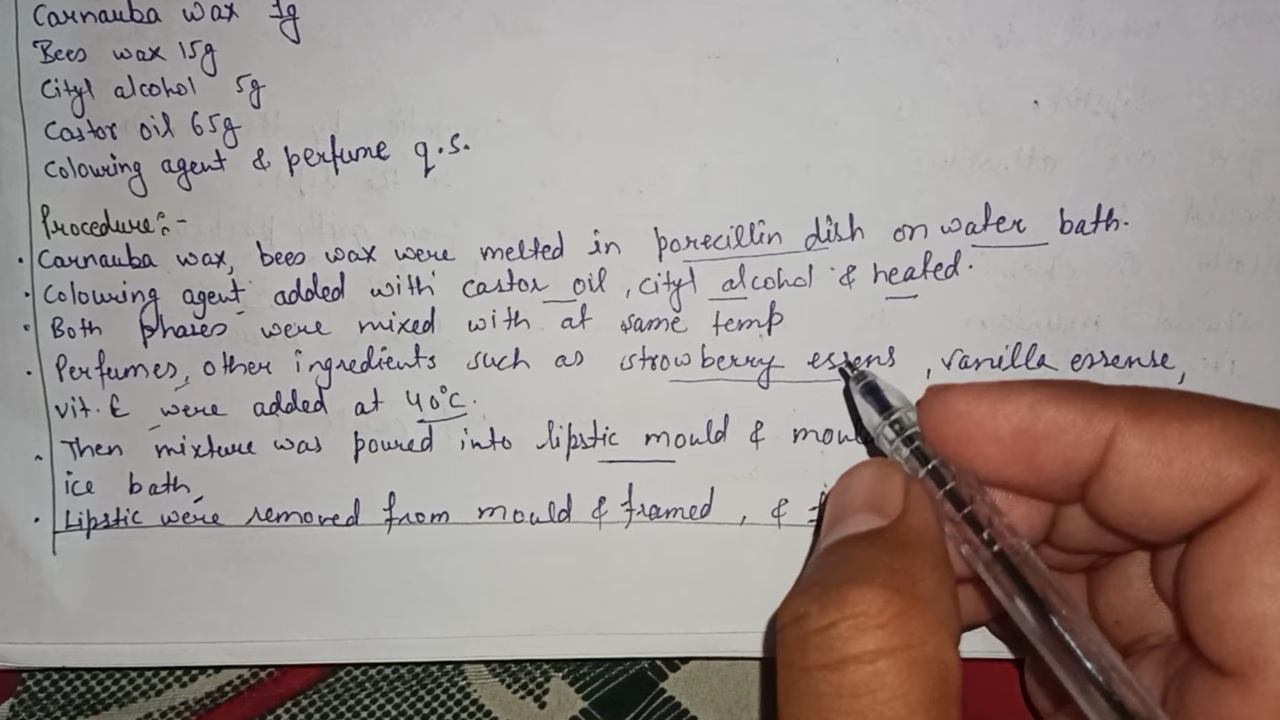 Carnauba wax 1g
Bees wax 15g
Cityl alcohol 5g
Castor oil 65g
Colouring agent & perfume q.s.
Procedure:-
• Carnauba wax, bees wax were melted in porecillin dish on water bath.
• Colouring agent added with castor oil, cityl alcohol & heated.
• Both phases were mixed with at same temp
• Perfumes, other ingredients such as strowberry essens, vanilla essense,
vit. E were added at 40°C.
• Then mixture was poured into lipstic mould &
ice bath
• Lipstic were removed from mould & framed, &